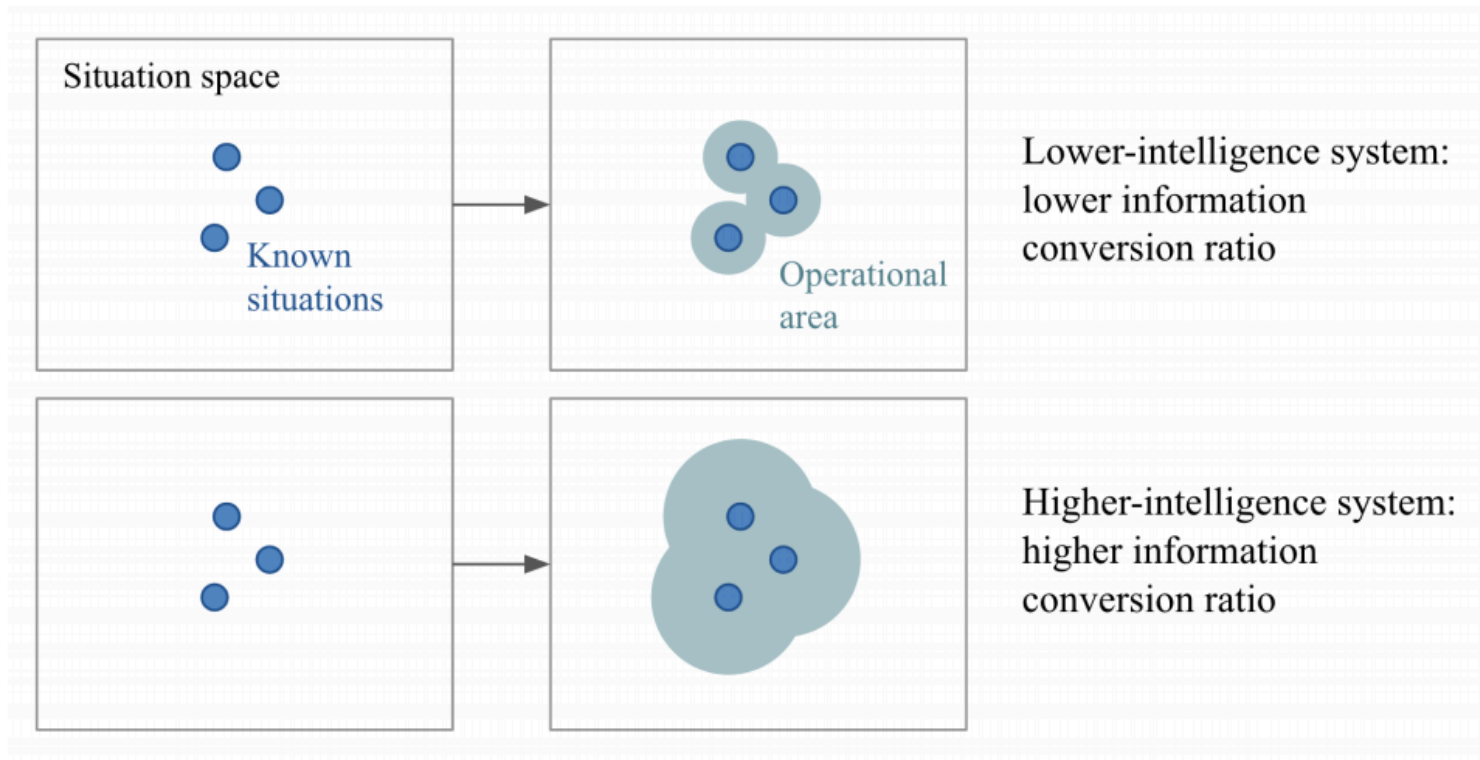 Situation space
Known
situations
Operational
area
Lower-intelligence system:
lower information
conversion ratio
Higher-intelligence system:
higher information
conversion ratio